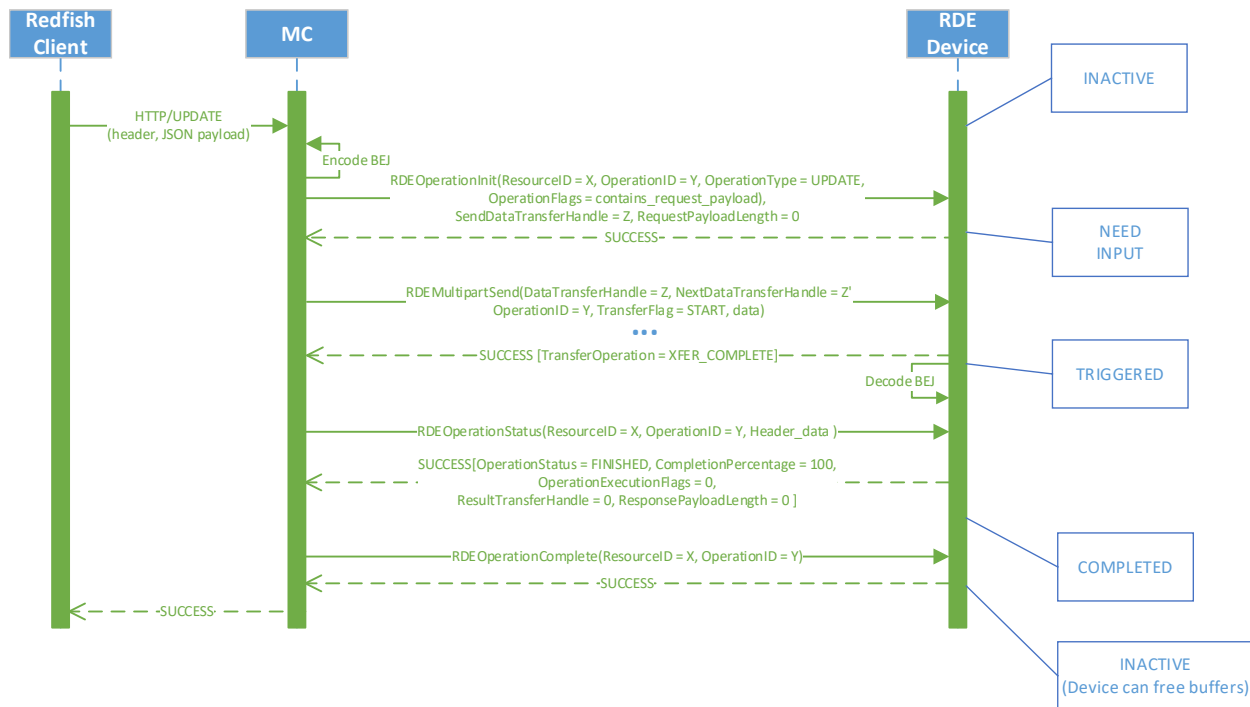 Redfish
Client
MC
RDE
Device
INACTIVE
HTTP/UPDATE
(header, JSON payload)
Encode BEJ
RDEOperationInit(ResourceID = X, OperationID = Y, OperationType = UPDATE,
OperationFlags = contains_request_payload),
SendDataTransferHandle = Z, RequestPayloadLength = 0
SUCCESS
NEED
INPUT
RDEMultipartSend(DataTransferHandle = Z, NextDataTransferHandle = Z'
OperationID = Y, TransferFlag = START, data)
...
SUCCESS [TransferOperation = XFER_COMPLETE]
TRIGGERED
Decode BEJ
RDEOperationStatus(ResourceID = X, OperationID = Y, Header_data )
SUCCESS[OperationStatus = FINISHED, CompletionPercentage = 100,
OperationExecutionFlags = 0,
ResultTransferHandle = 0, ResponsePayloadLength = 0 ]
RDEOperationComplete(ResourceID = X, OperationID = Y)
COMPLETED
SUCCESS
SUCCESS
INACTIVE
(Device can free buffers)